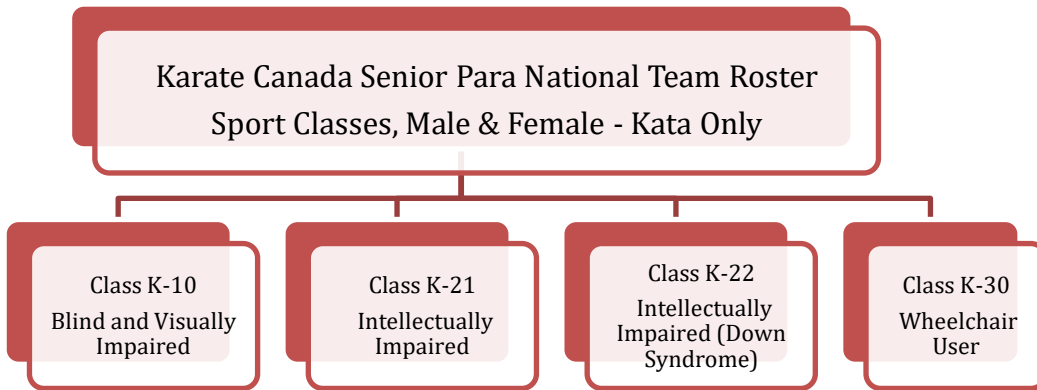 Karate Canada Senior Para National Team Roster
Sport Classes, Male & Female - Kata Only
Class K-10
Blind and Visually
Impaired
Class K-21
Intellectually
Impaired
Class K-22
Intellectually
Impaired (Down
Syndrome)
Class K-30
Wheelchair
User